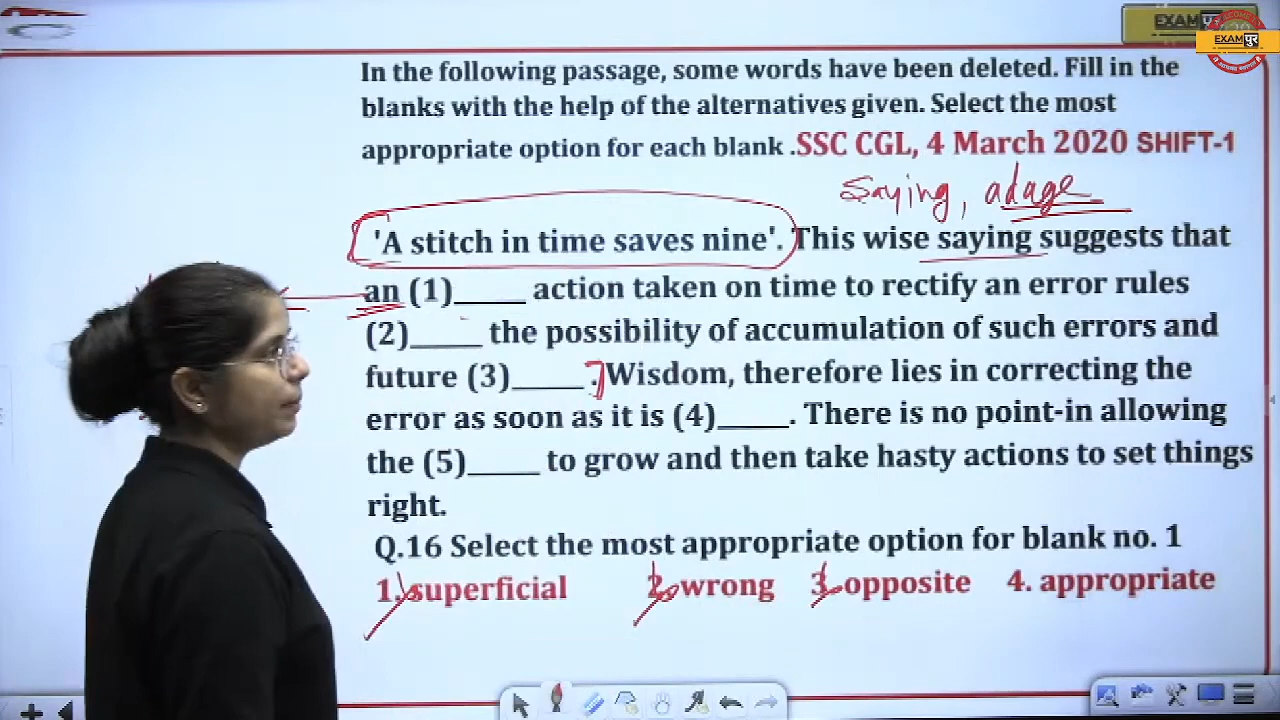 EXAMपुर
EXAMपुर
In the following passage, some words have been deleted. Fill in the
blanks with the help of the alternatives given. Select the most
appropriate option for each blank .SSC CGL, 4 March 2020 SHIFT-1
Saying, adage
'A stitch in time saves nine'. This wise saying suggests that
an (1)_____ action taken on time to rectify an error rules
(2)_____ the possibility of accumulation of such errors and
future (3)_____ . Wisdom, therefore lies in correcting the
error as soon as it is (4)_____. There is no point-in allowing
the (5)_____ to grow and then take hasty actions to set things
right.
Q.16 Select the most appropriate option for blank no. 1
1. superficial 2. wrong 3. opposite 4. appropriate